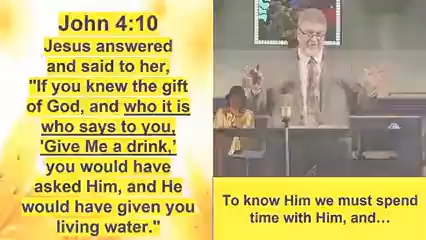 John 4:10
Jesus answered
and said to her,
"If you knew the gift
of God, and who it is
who says to you,
'Give Me a drink,'
you would have
asked Him, and He
would have given you
living water."
To know Him we must spend
time with Him, and…